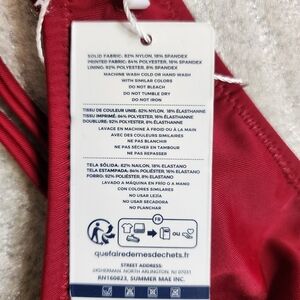 SOLID FABRIC: 82% NYLON, 18% SPANDEX
PRINTED FABRIC: 84% POLYESTER, 16% SPANDEX
LINING: 92% POLYESTER, 8% SPANDEX
MACHINE WASH COLD OR HAND WASH
WITH SIMILAR COLORS
DO NOT BLEACH
DO NOT TUMBLE DRY
DO NOT IRON
TISSU DE COULEUR UNIE: 82% NYLON, 18% ÉLASTHANNE
TISSU IMPRIMÉ: 84% POLYESTER, 16% ÉLASTHANNE
DOUBLURE: 92% POLYESTER, 8% ÉLASTHANNE
LAVAGE EN MACHINE À FROID OU À LA MAIN
AVEC DES COULEURS SIMILAIRES
NE PAS BLANCHIR
NE PAS SÉCHER EN TAMBOUR
NE PAS REPASSER
TELA SÓLIDA: 82% NAILON, 18% ELASTANO
TELA ESTAMPADA: 84% POLIÉSTER, 16% ELASTANO
FORRO: 92% POLIÉSTER, 8% ELASTANO
LAVADO A MÁQUINA EN FRÍO O A MANO
CON COLORES SIMILARES
NO USAR LEJÍA
NO USAR SECADORA
NO PLANCHAR
FR
OU
quefairedemesdechets.fr
STREET ADDRESS:
NORTH ARLINGTON, NJ 07031
RN160823, SUMMER MAE INC.